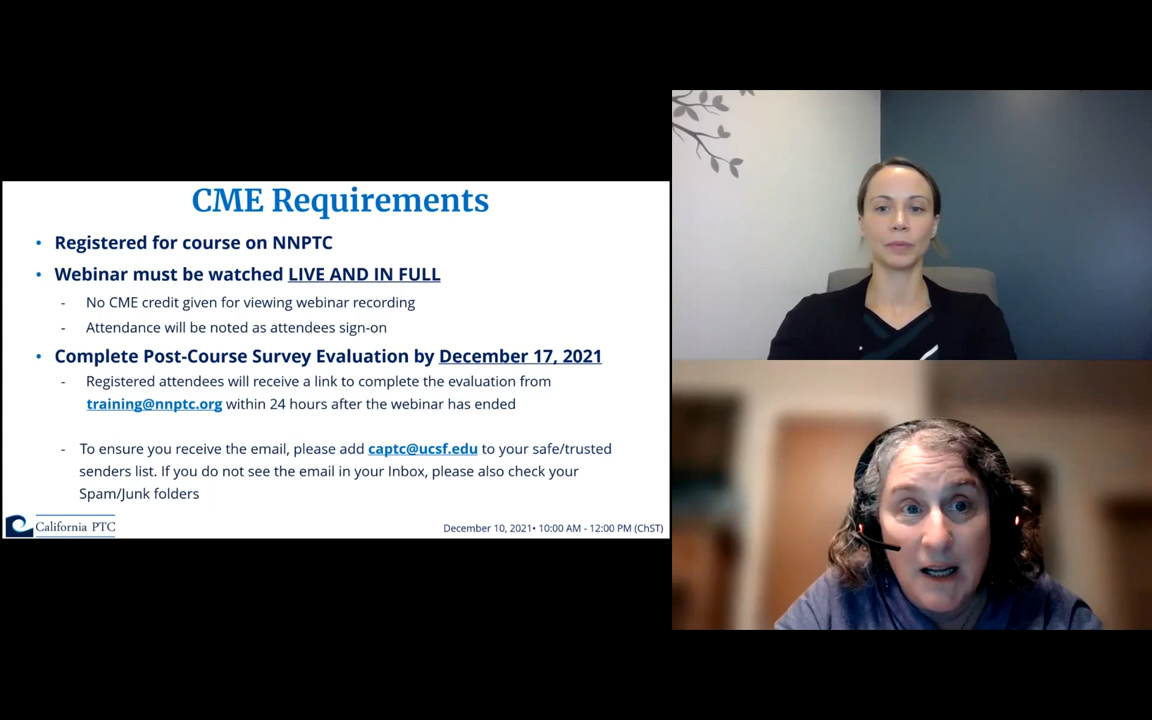 CME Requirements
• Registered for course on NNPTC
• Webinar must be watched LIVE AND IN FULL
- No CME credit given for viewing webinar recording
- Attendance will be noted as attendees sign-on
• Complete Post-Course Survey Evaluation by December 17, 2021
- Registered attendees will receive a link to complete the evaluation from
training@nnptc.org within 24 hours after the webinar has ended
- To ensure you receive the email, please add captc@ucsf.edu to your safe/trusted
senders list. If you do not see the email in your Inbox, please also check your
Spam/Junk folders
California PTC
December 10, 2021• 10:00 AM - 12:00 PM (ChST)